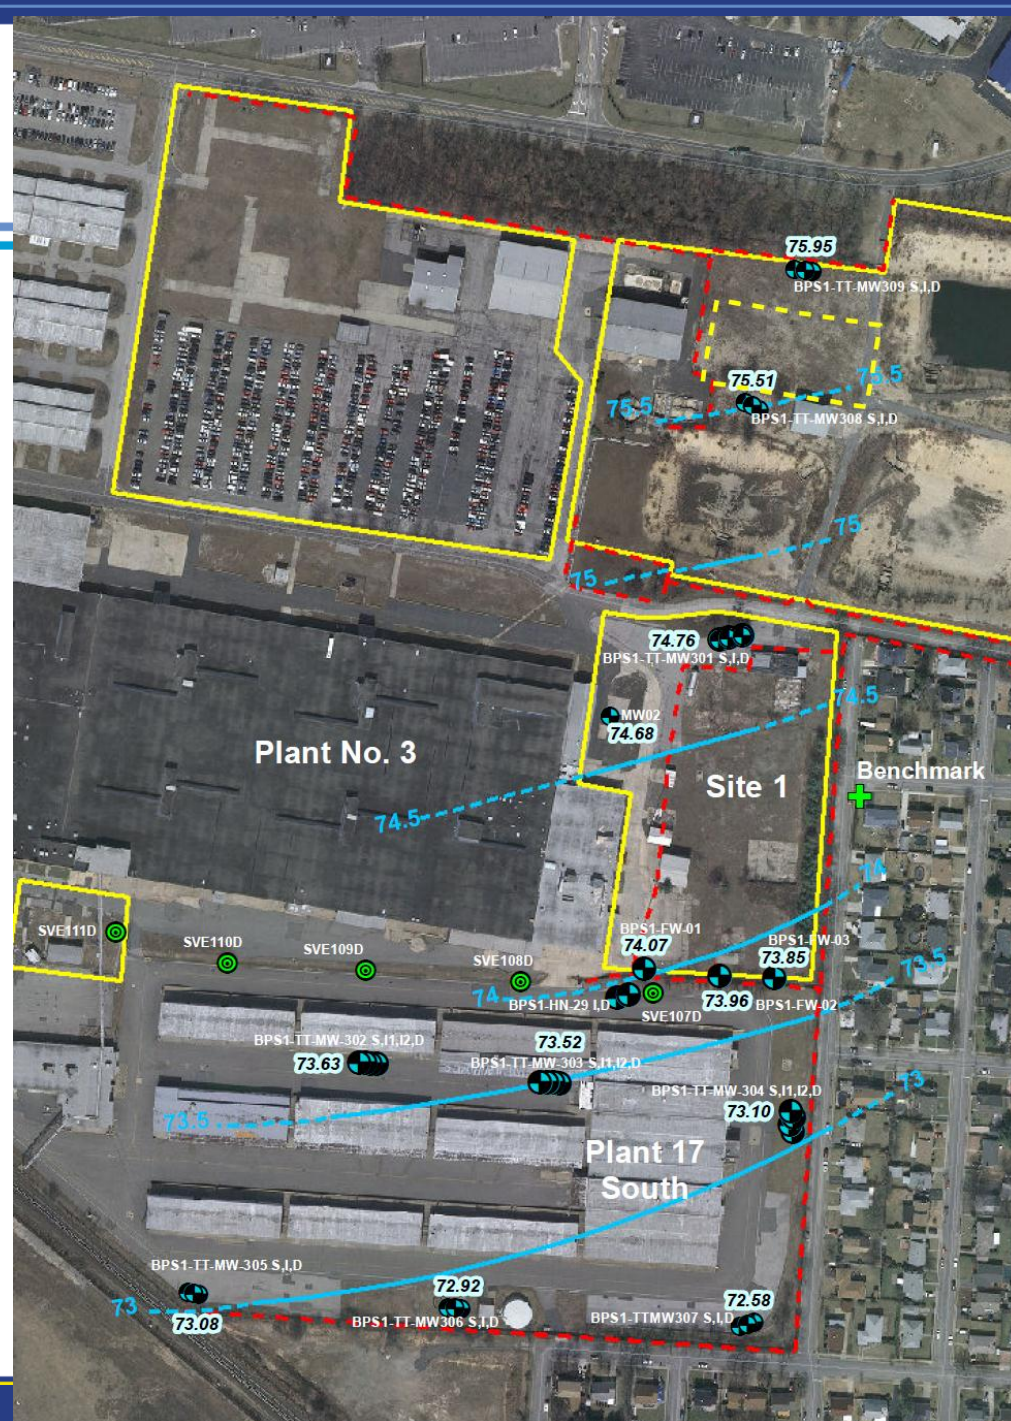 75.95
BPS1-TT-MW309 S,I,D
75.51
75.5
75.5
BPS1-TT-MW308 S,I,D
75
75
74.76
BPS1-TT-MW301 S,I,D
MW02
74.68
74.5
Plant No. 3
Site 1
Benchmark
74.5
74
BPS1-FW-01
SVE111D
SVE110D
SVE109D
SVE108D
74.07
BPS1-FW-03
73.85
73.5
74
BPS1-HN-29 I,D
SVE107D
73.96
BPS1-FW-02
BPS1-TT-MW-302 S,I1,I2,D
73.63
73.52
BPS1-TT-MW-303 S,I1,I2,D
BPS1-TT-MW-304 S,I1,I2,D
73.10
73
73.5
Plant 17
South
BPS1-TT-MW-305 S,I,D
73
73.08
72.92
BPS1-TT-MW306 S,I,D
72.58
BPS1-TTMW307 S,I,D